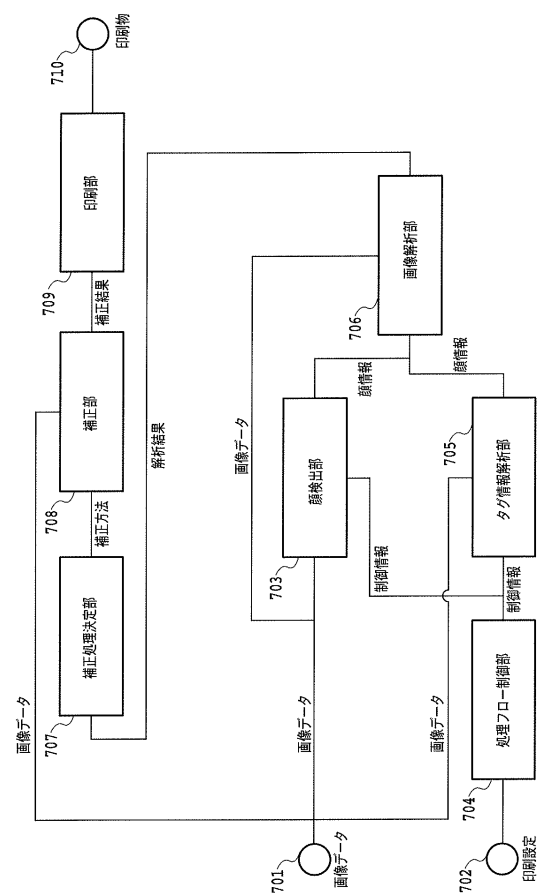 710
印刷物
印刷部
709
補正結果
補正部
708
補正方法
補正処理決定部
707
画像データ
解析結果
画像解析部
706
画像データ
顔情報
顔情報
顔検出部
703
制御情報
タグ情報解析部
705
制御情報
画像データ
画像データ
処理フロー制御部
704
701
画像データ
702
印刷設定